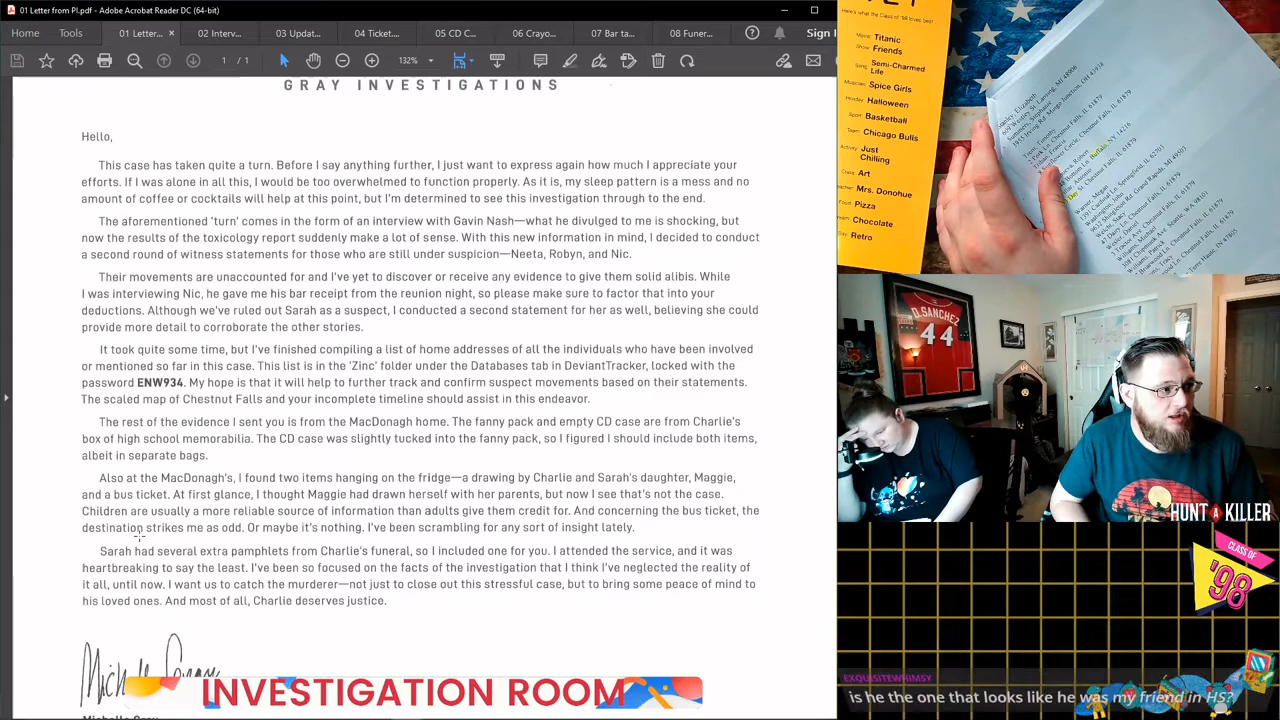 01 Letter from PI.pdf - Adobe Acrobat Reader DC (64-bit)
Home Tools 01 Letter... × 03 Updat... 04 Ticket.... 05 CD C... 06 Crayo... 07 Bar ta... 08 Funer... Sign I
1 / 1 132%
GRAY INVESTIGATIONS
Hello,
This case has taken quite a turn. Before I say anything further, I just want to express again how much I appreciate your
efforts. If I was alone in all this, I would be too overwhelmed to function properly. As it is, my sleep pattern is a mess and no
amount of coffee or cocktails will help at this point, but I'm determined to see this investigation through to the end.
The aforementioned 'turn' comes in the form of an interview with Gavin Nash—what he divulged to me is shocking, but
now the results of the toxicology report suddenly make a lot of sense. With this new information in mind, I decided to conduct
a second round of witness statements for those who are still under suspicion—Neeta, Robyn, and Nic.
Their movements are unaccounted for and I've yet to discover or receive any evidence to give them solid alibis. While
I was interviewing Nic, he gave me his bar receipt from the reunion night, so please make sure to factor that into your
deductions. Although we've ruled out Sarah as a suspect, I conducted a second statement for her as well, believing she could
provide more detail to corroborate the other stories.
It took quite some time, but I've finished compiling a list of home addresses of all the individuals who have been involved
or mentioned so far in this case. This list is in the 'Zinc' folder under the Databases tab in DeviantTracker, locked with the
password ENW934. My hope is that it will help to further track and confirm suspect movements based on their statements.
The scaled map of Chestnut Falls and your incomplete timeline should assist in this endeavor.
The rest of the evidence I sent you is from the MacDonagh home. The fanny pack and empty CD case are from Charlie's
box of high school memorabilia. The CD case was slightly tucked into the fanny pack, so I figured I should include both items,
albeit in separate bags.
Also at the MacDonagh's, I found two items hanging on the fridge—a drawing by Charlie and Sarah's daughter, Maggie,
and a bus ticket. At first glance, I thought Maggie had drawn herself with her parents, but now I see that's not the case.
Children are usually a more reliable source of information than adults give them credit for. And concerning the bus ticket, the
destination strikes me as odd. Or maybe it's nothing. I've been scrambling for any sort of insight lately.
Sarah had several extra pamphlets from Charlie's funeral, so I included one for you. I attended the service, and it was
heartbreaking to say the least. I've been so focused on the facts of the investigation that I think I've neglected the reality of
it all, until now. I want us to catch the murderer—not just to close out this stressful case, but to bring some peace of mind to
his loved ones. And most of all, Charlie deserves justice.
INVESTIGATION ROOM
Here's what the Class of '98 loves best
Titanic
Show: Friends
Song: Semi-Charmed
Life
Musician: Spice Girls
Holiday: Halloween
Sport: Basketball
Team: Chicago Bulls
Activity: Just
Chilling
Class: Art
Mrs. Donohue
Food: Pizza
Chocolate
Retro
D.SANCHEZ
44
HUNT A KILLER
CLASS OF
'98
EXQUISITEWHIMSY
is he the one that looks like he was my friend in HS?